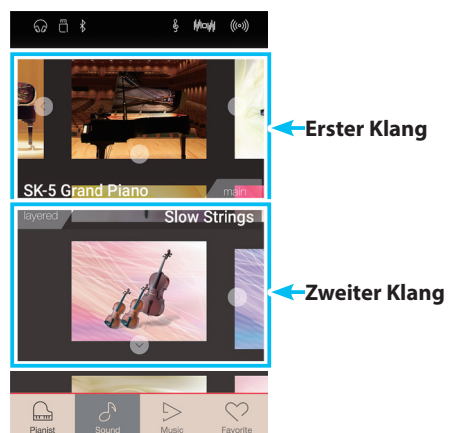 Erster Klang
SK-5 Grand Piano
main
layered
Slow Strings
Zweiter Klang
Pianist
Sound
Music
Favorite